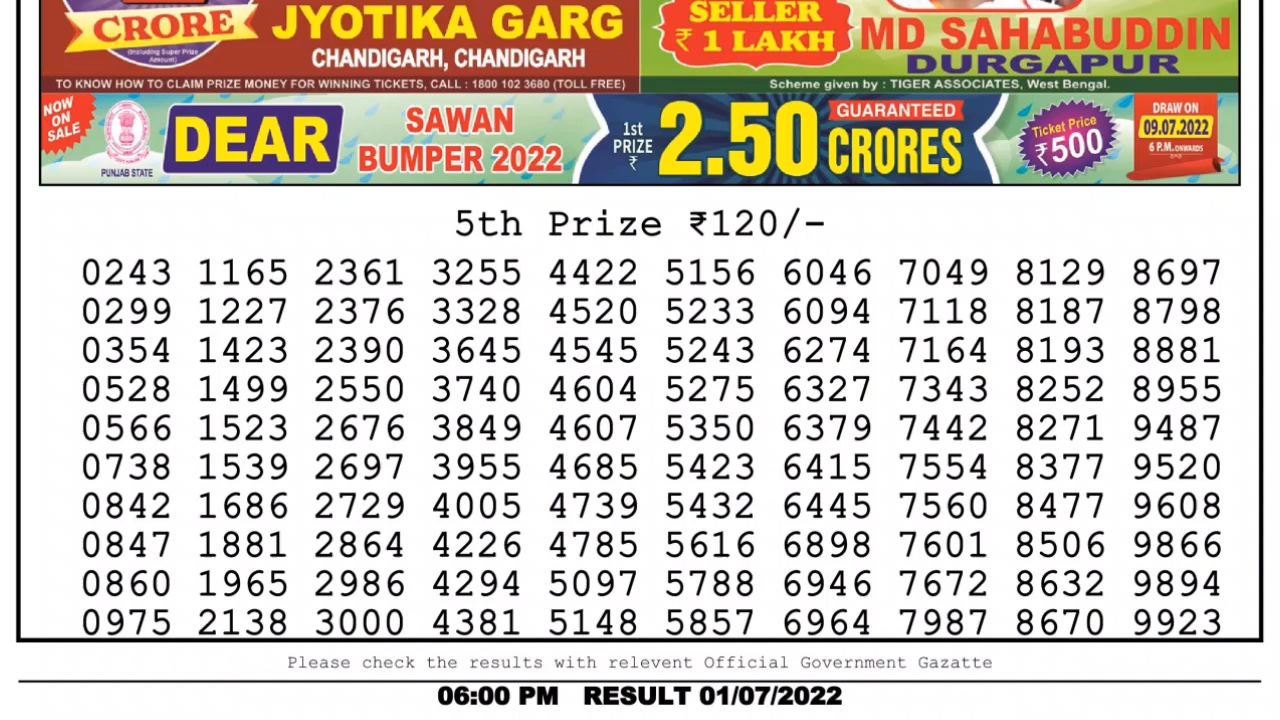 CRORE
(Including Super Prize
Amount)
JYOTIKA GARG
CHANDIGARH, CHANDIGARH
SELLER
₹ 1 LAKH
MD SAHABUDDIN
DURGAPUR
TO KNOW HOW TO CLAIM PRIZE MONEY FOR WINNING TICKETS, CALL : 1800 102 3680 (TOLL FREE)
Scheme given by : TIGER ASSOCIATES, West Bengal.
NOW
ON
SALE
PUNJAB STATE
DEAR
SAWAN
BUMPER 2022
1st
PRIZE
₹
2.50
GUARANTEED
CRORES
Ticket Price
₹500
DRAW ON
09.07.2022
6 P.M. ONWARDS
5th Prize ₹120/-
0243 1165 2361 3255 4422 5156 6046 7049 8129 8697
0299 1227 2376 3328 4520 5233 6094 7118 8187 8798
0354 1423 2390 3645 4545 5243 6274 7164 8193 8881
0528 1499 2550 3740 4604 5275 6327 7343 8252 8955
0566 1523 2676 3849 4607 5350 6379 7442 8271 9487
0738 1539 2697 3955 4685 5423 6415 7554 8377 9520
0842 1686 2729 4005 4739 5432 6445 7560 8477 9608
0847 1881 2864 4226 4785 5616 6898 7601 8506 9866
0860 1965 2986 4294 5097 5788 6946 7672 8632 9894
0975 2138 3000 4381 5148 5857 6964 7987 8670 9923
Please check the results with relevent Official Government Gazatte
06:00 PM RESULT 01/07/2022